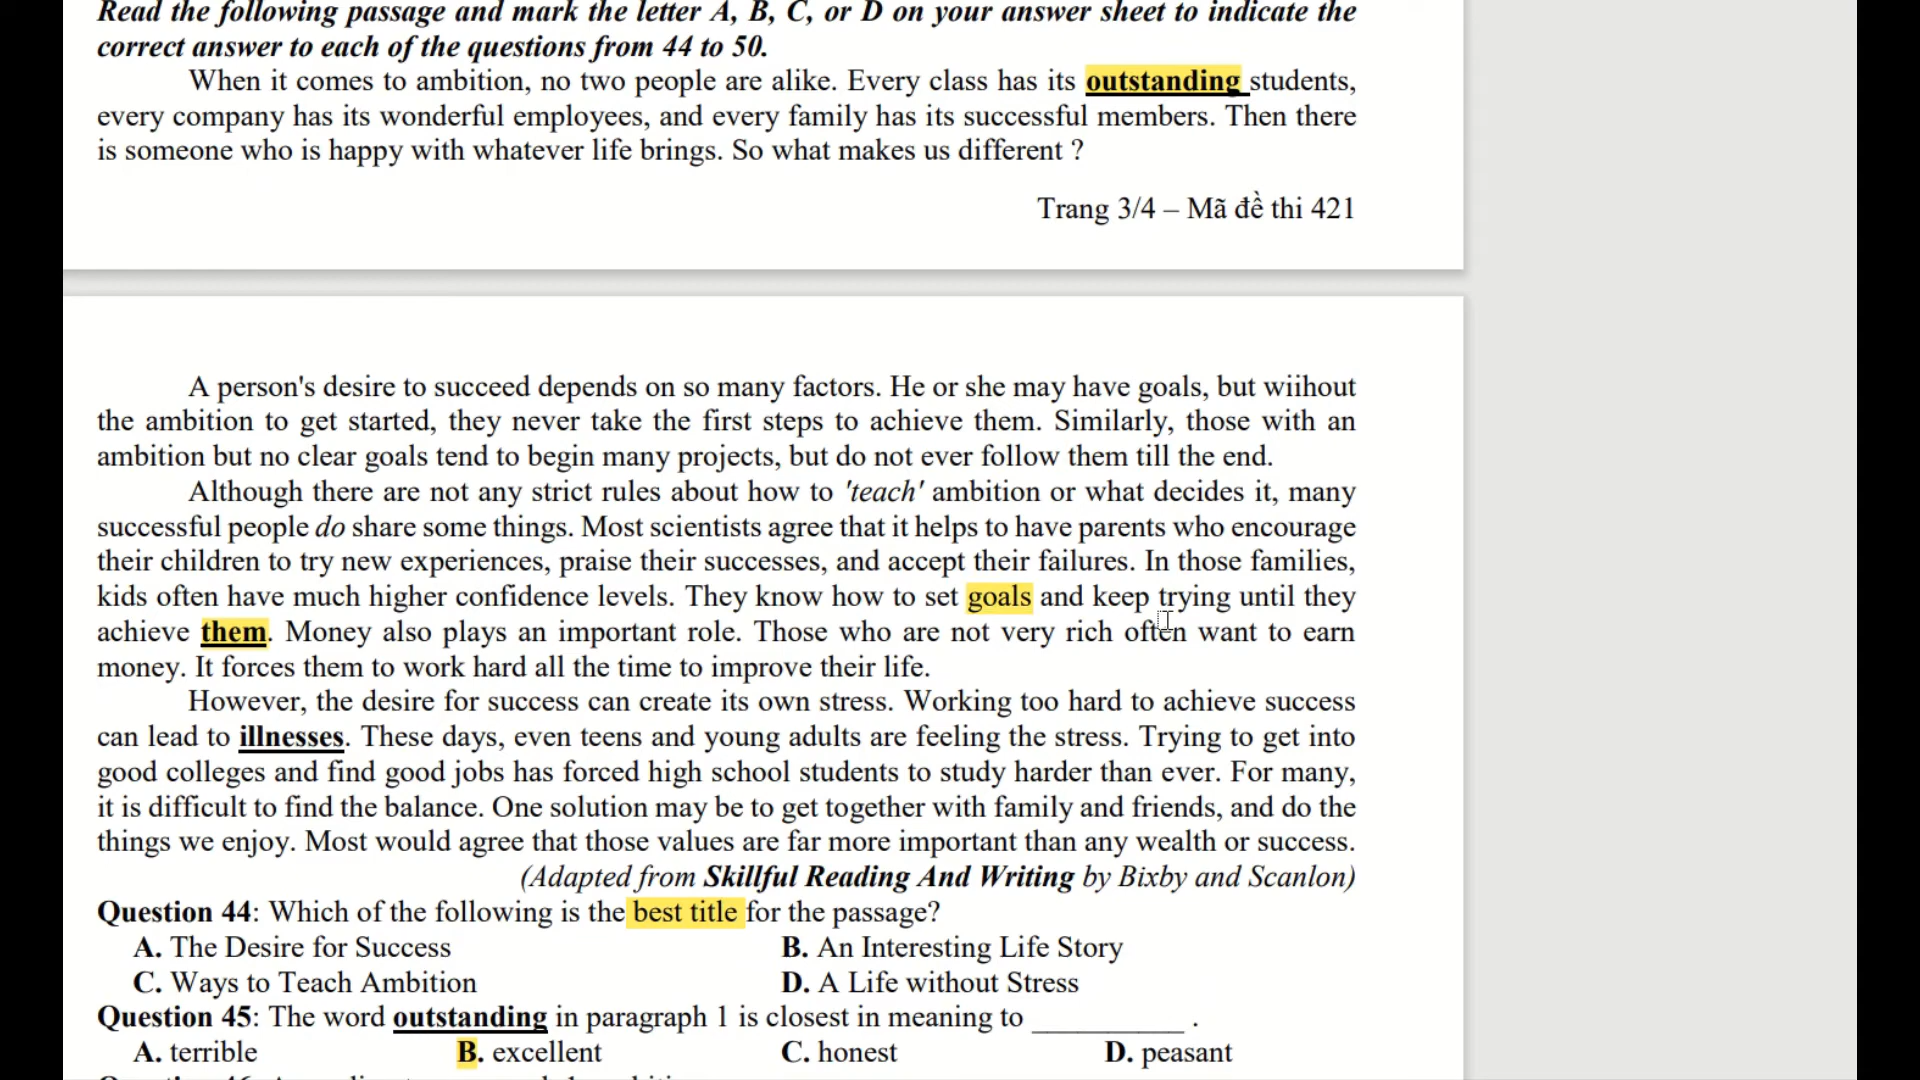 Read the following passage and mark the letter A, B, C, or D on your answer sheet to indicate the
correct answer to each of the questions from 44 to 50.
When it comes to ambition, no two people are alike. Every class has its outstanding students,
every company has its wonderful employees, and every family has its successful members. Then there
is someone who is happy with whatever life brings. So what makes us different ?
Trang 3/4 – Mã đề thi 421
A person's desire to succeed depends on so many factors. He or she may have goals, but wiihout
the ambition to get started, they never take the first steps to achieve them. Similarly, those with an
ambition but no clear goals tend to begin many projects, but do not ever follow them till the end.
Although there are not any strict rules about how to 'teach' ambition or what decides it, many
successful people do share some things. Most scientists agree that it helps to have parents who encourage
their children to try new experiences, praise their successes, and accept their failures. In those families,
kids often have much higher confidence levels. They know how to set goals and keep trying until they
achieve them. Money also plays an important role. Those who are not very rich often want to earn
money. It forces them to work hard all the time to improve their life.
However, the desire for success can create its own stress. Working too hard to achieve success
can lead to illnesses. These days, even teens and young adults are feeling the stress. Trying to get into
good colleges and find good jobs has forced high school students to study harder than ever. For many,
it is difficult to find the balance. One solution may be to get together with family and friends, and do the
things we enjoy. Most would agree that those values are far more important than any wealth or success.
(Adapted from Skillful Reading And Writing by Bixby and Scanlon)
Question 44: Which of the following is the best title for the passage?
A. The Desire for Success B. An Interesting Life Story
C. Ways to Teach Ambition D. A Life without Stress
Question 45: The word outstanding in paragraph 1 is closest in meaning to __________ .
A. terrible B. excellent C. honest D. peasant